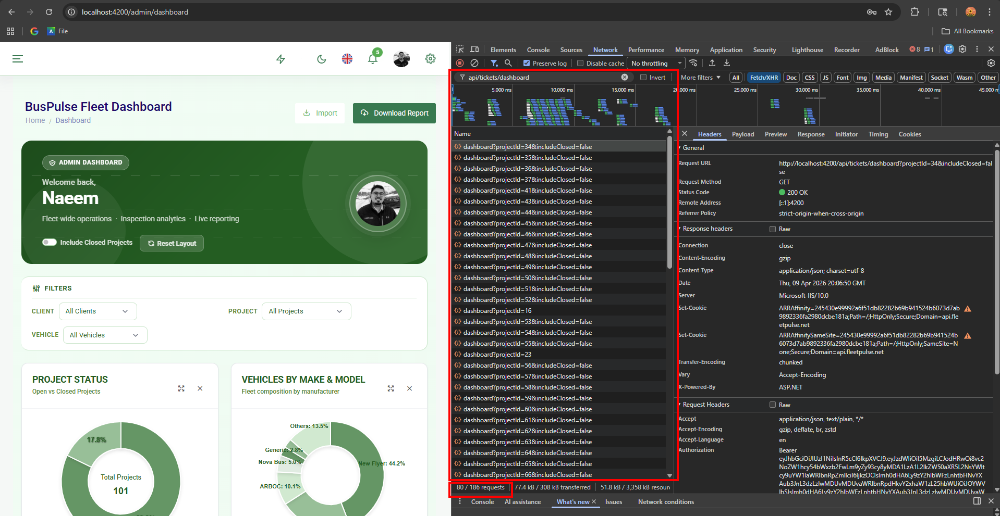 localhost:4200/admin/dashboard
File
All Bookmarks
5
BusPulse Fleet Dashboard
Home / Dashboard
Import
Download Report
ADMIN DASHBOARD
Welcome back,
Naeem
Fleet-wide operations · Inspection analytics · Live reporting
Include Closed Projects
Reset Layout
FILTERS
CLIENT
All Clients
PROJECT
All Projects
VEHICLE
All Vehicles
PROJECT STATUS
Open vs Closed Projects
17.8%
Total Projects
101
VEHICLES BY MAKE & MODEL
Fleet composition by manufacturer
Others: 13.5%
Generic: 2.8%
Nova Bus: 5.0%
New Flyer: 44.2%
ARBOC: 10.1%
Elements
Console
Sources
Network
Performance
Memory
Application
Security
Lighthouse
Recorder
AdBlock
8
1
Preserve log
Disable cache
No throttling
api/tickets/dashboard
Invert
More filters
All
Fetch/XHR
Doc
CSS
JS
Font
Img
Media
Manifest
Socket
Wasm
Other
5,000 ms
10,000 ms
15,000 ms
20,000 ms
25,000 ms
30,000 ms
35,000 ms
40,000 ms
45,000 m
Name
dashboard?projectId=34&includeClosed=false
dashboard?projectId=35&includeClosed=false
dashboard?projectId=36&includeClosed=false
dashboard?projectId=37&includeClosed=false
dashboard?projectId=41&includeClosed=false
dashboard?projectId=43&includeClosed=false
dashboard?projectId=44&includeClosed=false
dashboard?projectId=45&includeClosed=false
dashboard?projectId=46&includeClosed=false
dashboard?projectId=47&includeClosed=false
dashboard?projectId=48&includeClosed=false
dashboard?projectId=49&includeClosed=false
dashboard?projectId=50&includeClosed=false
dashboard?projectId=51&includeClosed=false
dashboard?projectId=52&includeClosed=false
dashboard?projectId=16
dashboard?projectId=53&includeClosed=false
dashboard?projectId=54&includeClosed=false
dashboard?projectId=55&includeClosed=false
dashboard?projectId=23
dashboard?projectId=56&includeClosed=false
dashboard?projectId=57&includeClosed=false
dashboard?projectId=58&includeClosed=false
dashboard?projectId=59&includeClosed=false
dashboard?projectId=60&includeClosed=false
dashboard?projectId=61&includeClosed=false
dashboard?projectId=62&includeClosed=false
dashboard?projectId=63&includeClosed=false
dashboard?projectId=64&includeClosed=false
dashboard?projectId=65&includeClosed=false
dashboard?projectId=66&includeClosed=false
80 / 186 requests
77.4 kB / 308 kB transferred
51.8 kB / 3,358 kB resour
Headers
Payload
Preview
Response
Initiator
Timing
Cookies
General
Request URL
http://localhost:4200/api/tickets/dashboard?projectId=34&includeClosed=fal
se
Request Method
GET
Status Code
200 OK
Remote Address
[::1]:4200
Referrer Policy
strict-origin-when-cross-origin
Response headers
Raw
Connection
close
Content-Encoding
gzip
Content-Type
application/json; charset=utf-8
Date
Thu, 09 Apr 2026 20:06:50 GMT
Server
Microsoft-IIS/10.0
Set-Cookie
ARRAffinity=245430e99992a6f51db82282b69b941524b6073d7ab
9892336fa2980dcbe181a;Path=/;HttpOnly;Secure;Domain=api.fle
etpulse.net
Set-Cookie
ARRAffinitySameSite=245430e99992a6f51db82282b69b941524b
6073d7ab9892336fa2980dcbe181a;Path=/;HttpOnly;SameSite=N
one;Secure;Domain=api.fleetpulse.net
Transfer-Encoding
chunked
Vary
Accept-Encoding
X-Powered-By
ASP.NET
Request Headers
Raw
Accept
application/json, text/plain, */*
Accept-Encoding
gzip, deflate, br, zstd
Accept-Language
en
Authorization
Bearer
Console
AI assistance
What's new
Issues
Network conditions